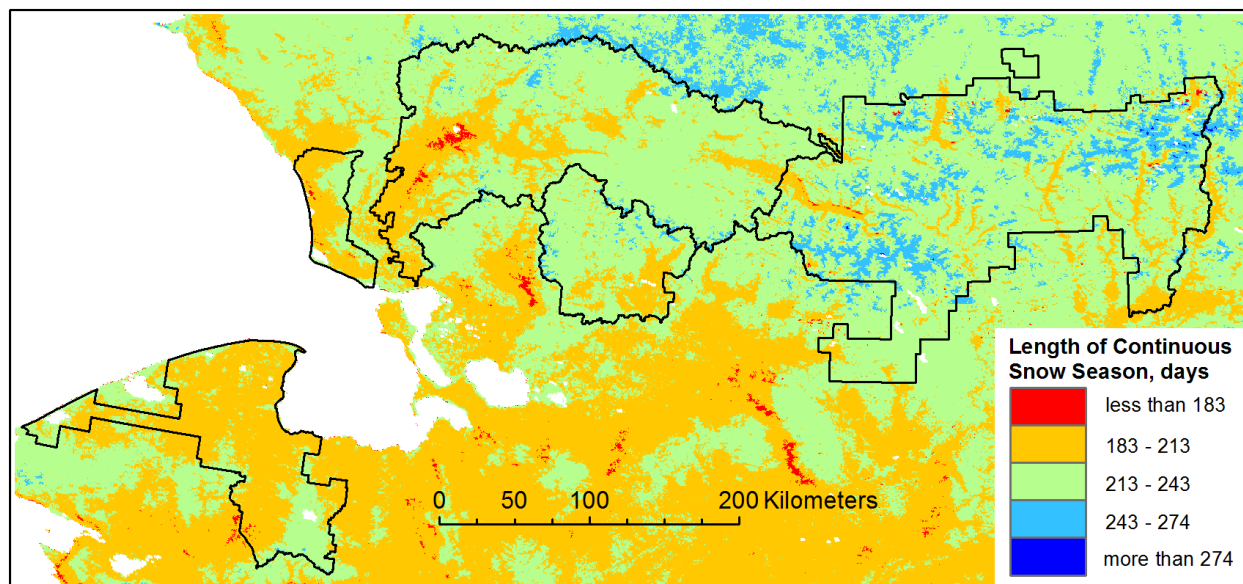 Length of Continuous
Snow Season, days
less than 183
183 - 213
213 - 243
243 - 274
more than 274
0 50 100 200 Kilometers